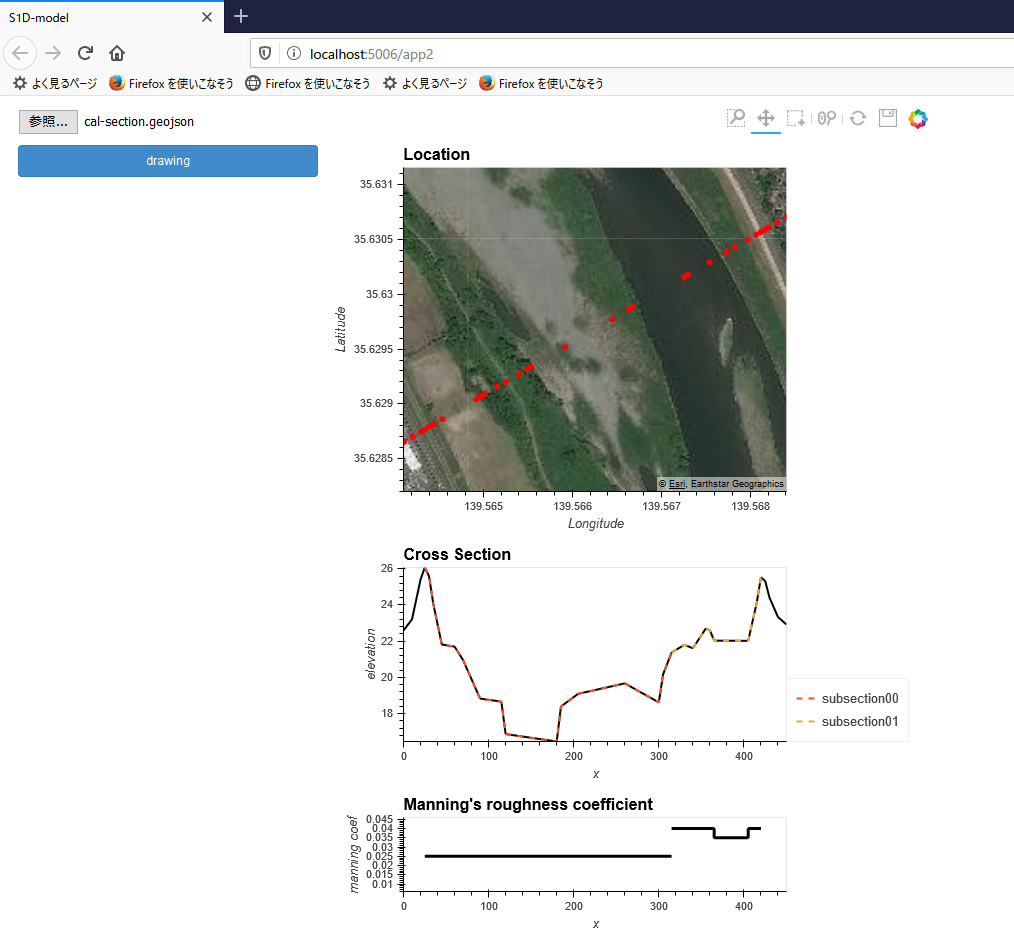 S1D-model
localhost:5006/app2
よく見るページ Firefox を使いこなそう Firefox を使いこなそう よく見るページ Firefox を使いこなそう
参照... cal-section.geojson
drawing
Location
35.631
35.6305
35.63
35.6295
35.629
35.6285
Latitude
© Esri, Earthstar Geographics
139.565 139.566 139.567 139.568
Longitude
Cross Section
26
24
22
20
18
elevation
subsection00
subsection01
0 100 200 300 400
x
Manning's roughness coefficient
0.045
0.04
0.035
0.025
0.02
0.015
0.01
manning coef
0 100 200 300 400
x